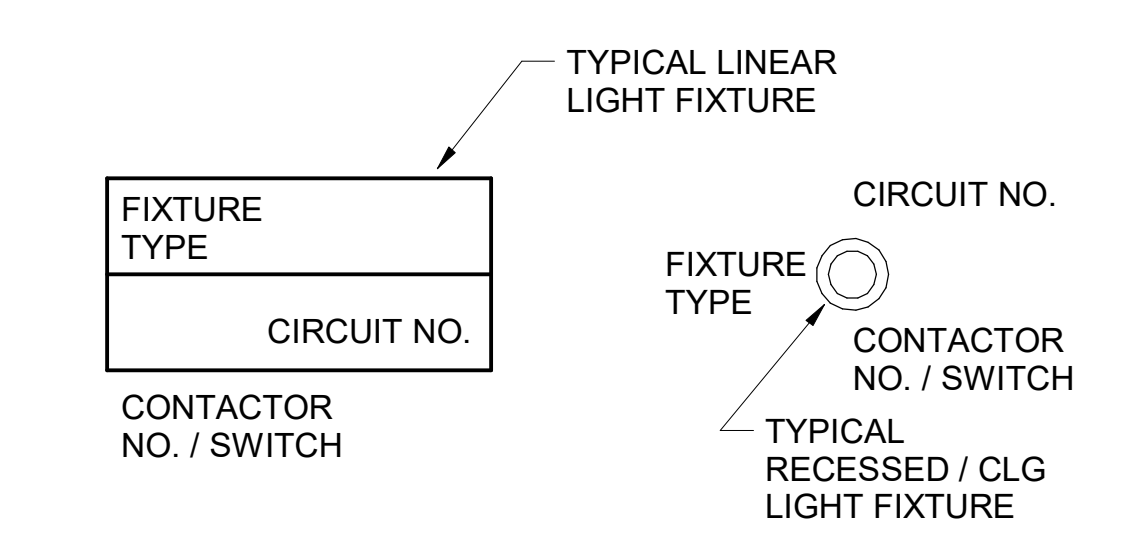 TYPICAL LINEAR
LIGHT FIXTURE
FIXTURE
TYPE
CIRCUIT NO.
CONTACTOR
NO. / SWITCH
CIRCUIT NO.
FIXTURE
TYPE
CONTACTOR
NO. / SWITCH
TYPICAL
RECESSED / CLG
LIGHT FIXTURE